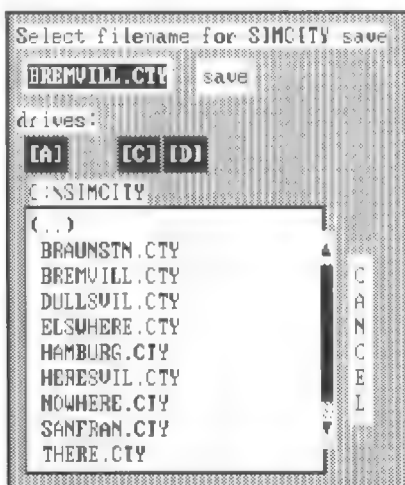 Select filename for SIMCITY save
BREMVILL.CTY save
drives:
[A] [C] [D]
C:\SIMCITY
(..)
BRAUNSTN.CTY
BREMVILL.CTY
DULLSVIL.CTY
ELSWHERE.CTY
HAMBURG.CTY
HERESVIL.CTY
NOWHERE.CTY
SANFRAN.CTY
THERE.CTY
CANCEL